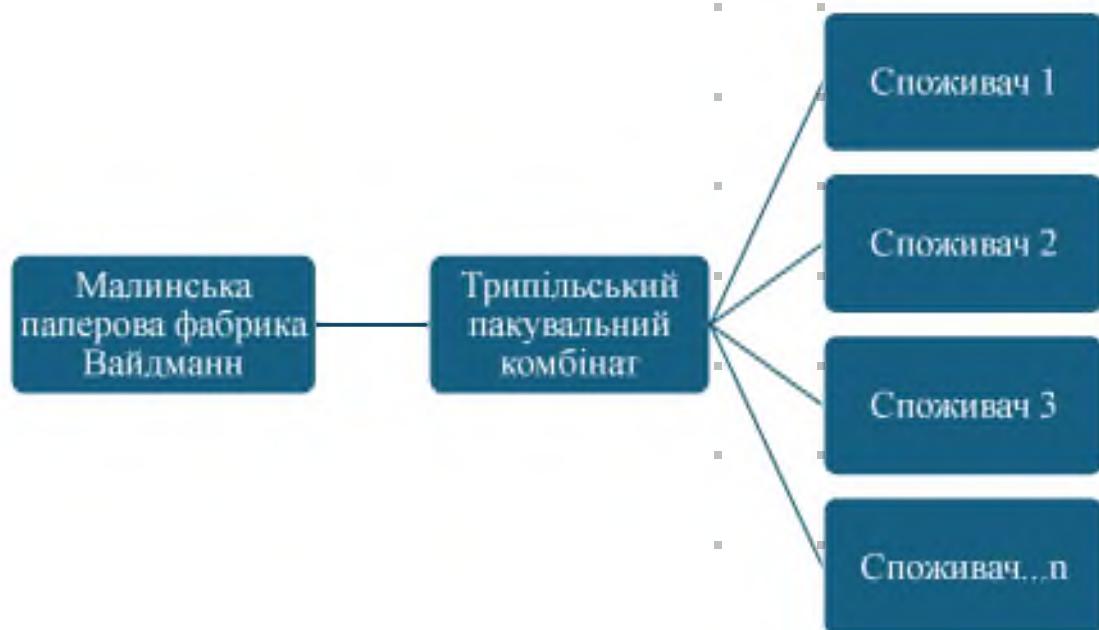 Малинська
паперова фабрика
Вайдманн
Трипільський
пакувальний
комбінат
Споживач 1
Споживач 2
Споживач 3
Споживач...n